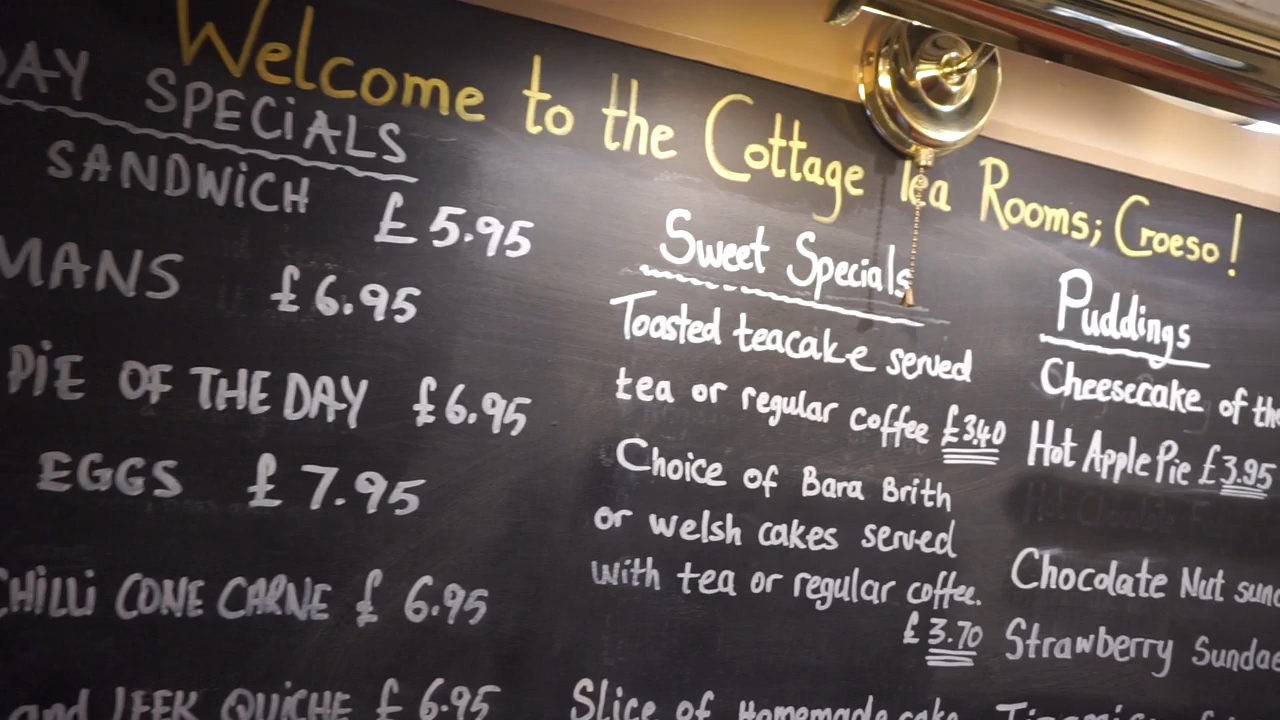 Welcome to the Cottage Tea Rooms; Croeso!
DAY SPECiALS
SANDWiCH £5.95
MANS £6.95
PiE OF THE DAY £6.95
EGGS £7.95
CHiLLi CONE CARNE £6.95
and LEEK QUiCHE £6.95
Sweet Specials
Toasted teacake served
tea or regular coffee £3.40
Choice of Bara Brith
or welsh cakes served
with tea or regular coffee.
£3.70
Slice of Homemade cake
Puddings
Cheesecake of the
Hot Apple Pie £3.95
Chocolate Nut
Strawberry Sundae